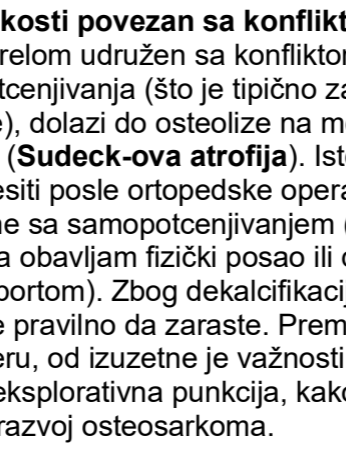 kosti povezan sa konflikt
relom udružen sa konflikto
tcenjivanja (što je tipično za
e), dolazi do osteolize na m
(Sudeck-ova atrofija). Ist
esiti posle ortopedske opera
ne sa samopotcenjivanjem (
a obavljam fizički posao ili
portom). Zbog dekalcifikacij
e pravilno da zaraste. Prem
eru, od izuzetne je važnosti
eksplorativna punkcija, kako
razvoj osteosarkoma.